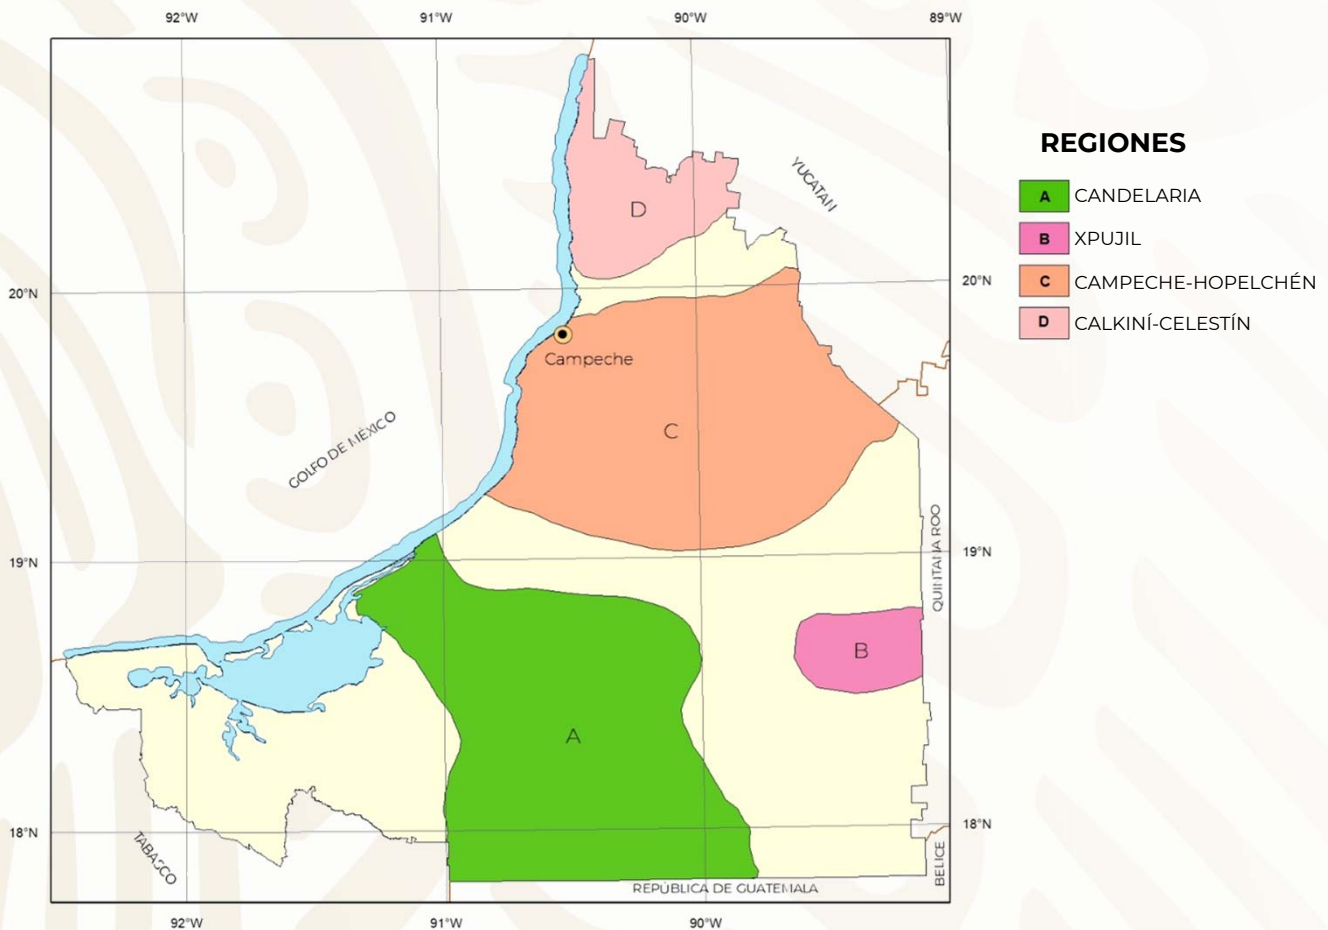 92°W
91°W
90°W
89°W
REGIONES
A CANDELARIA
B XPUJIL
C CAMPECHE-HOPELCHÉN
D CALKINÍ-CELESTÍN
YUCATAN
D
20°N
20°N
Campeche
C
GOLFO DE MÉXICO
19°N
19°N
QUINTANA ROO
B
A
18°N
18°N
TABASCO
BELICE
REPÚBLICA DE GUATEMALA
92°W
91°W
90°W